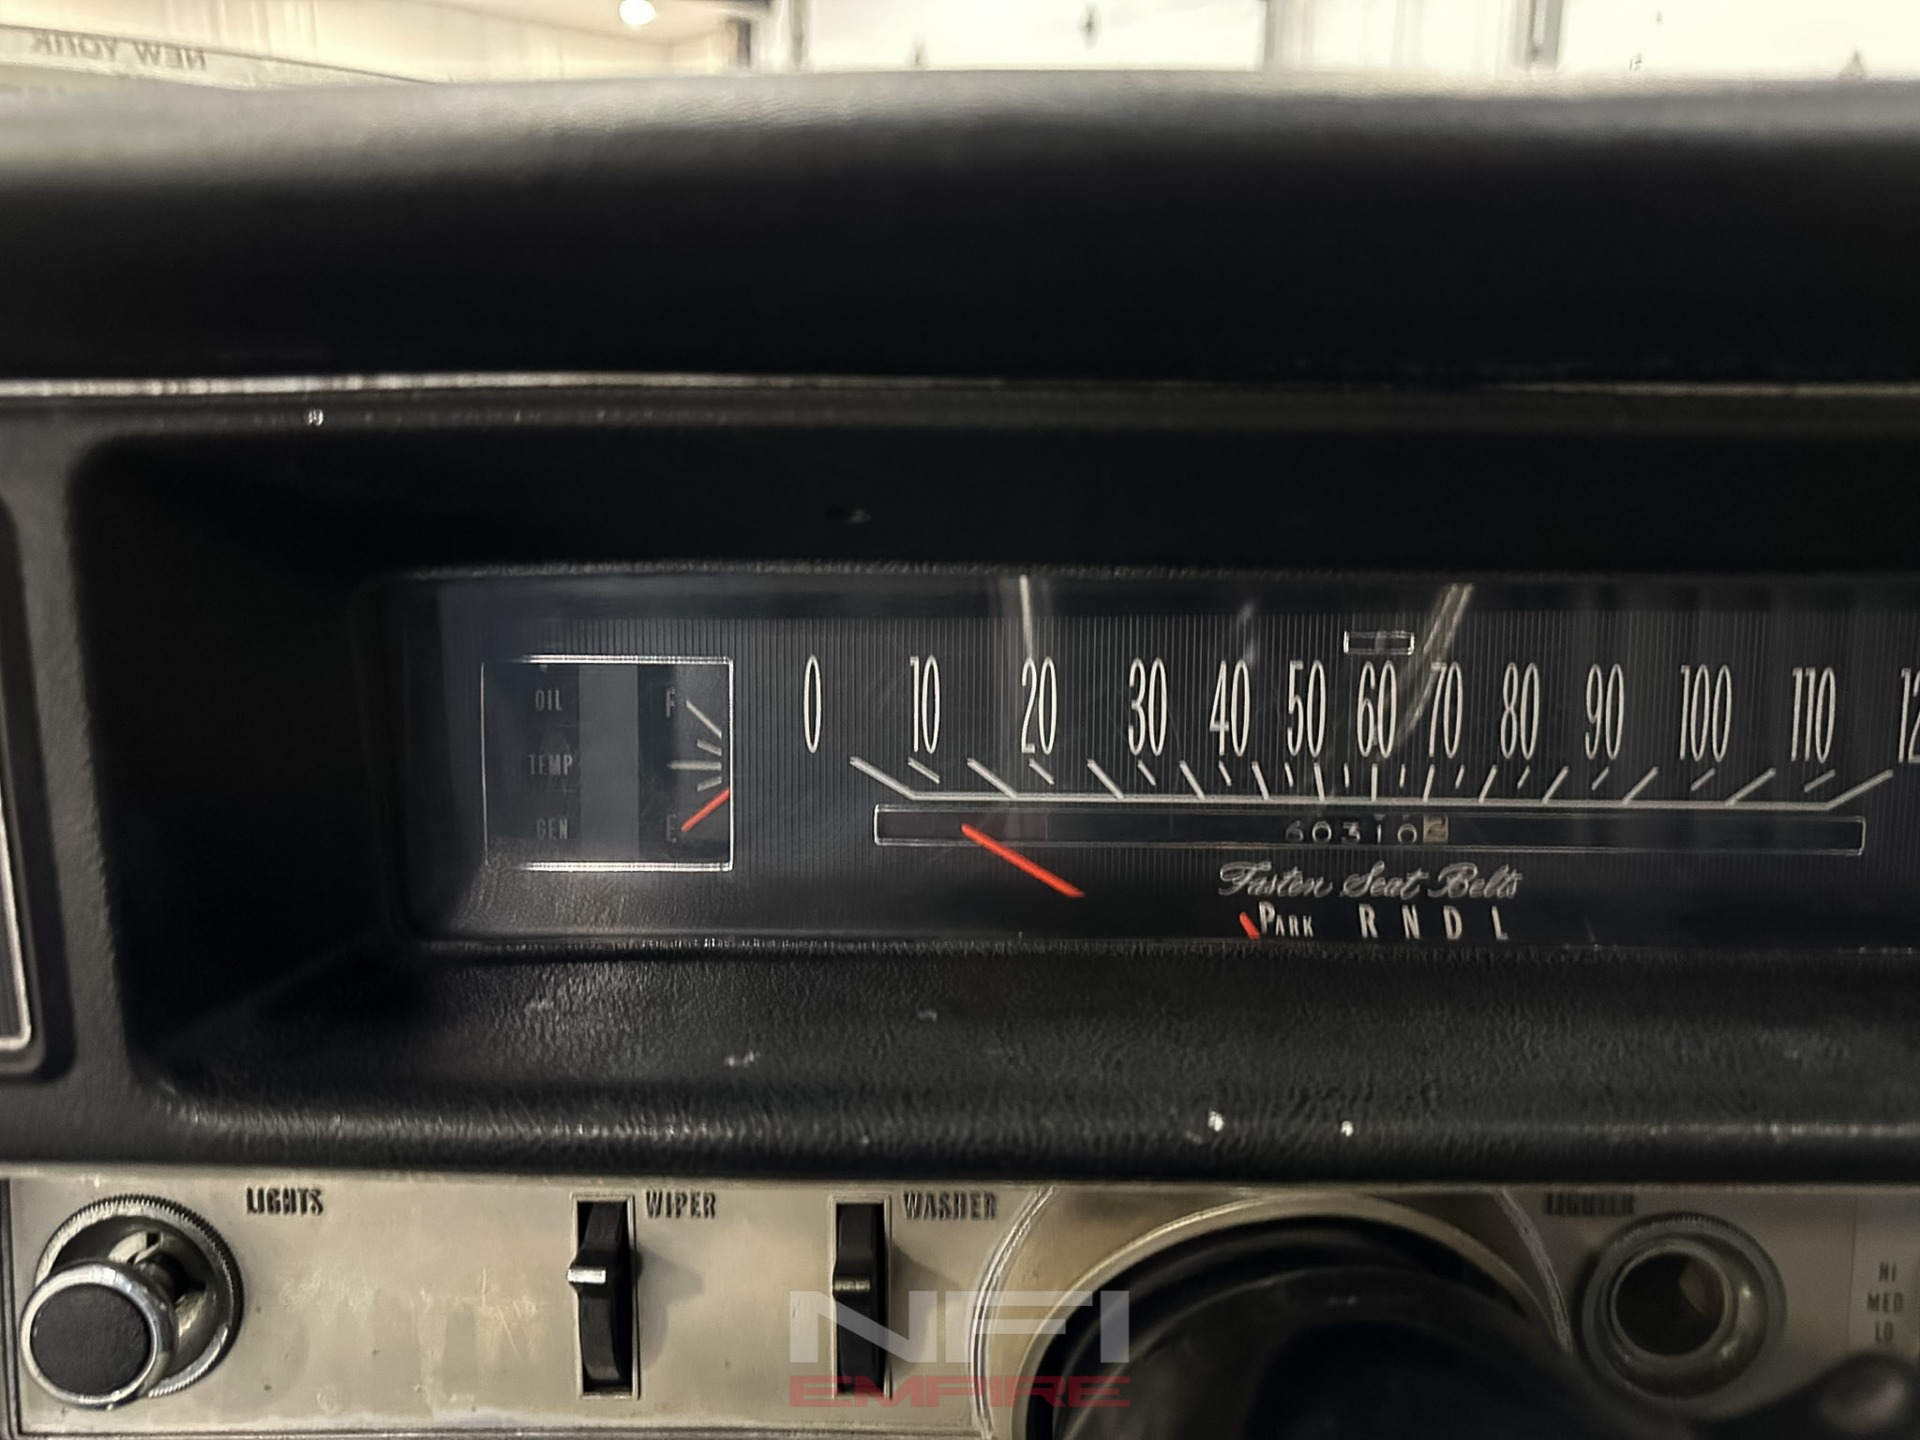 NEW YORK
OIL F
TEMP
GEN E
0 10 20 30 40 50 60 70 80 90 100 110
60310
Fasten Seat Belts
PARK R N D L
LIGHTS WIPER WASHER LIGHTER
HI
MED
LO
NFI
EMPIRE